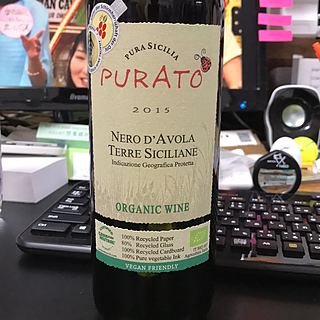 PURA SICILIA
PURATO
2015
NERO D'AVOLA
TERRE SICILIANE
Indicazione Geografica Protetta
ORGANIC WINE
100% Recycled Paper
60% Recycled Glass
100% Recycled Cardboard
100% Pure vegetable Ink
VEGAN FRIENDLY